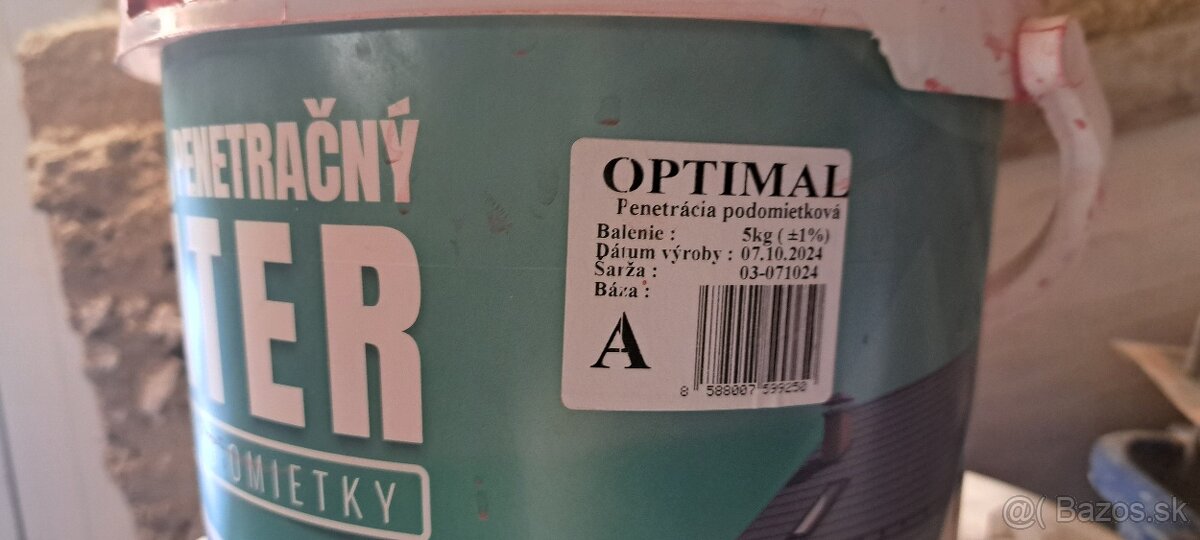 PENETRAČNÝ
TER
OMIETKY
OPTIMAL
Penetrácia podomietková
Balenie : 5kg ( ±1%)
Dátum výroby : 07.10.2024
Šarža : 03-071024
Báza :
A
8 588007 599250
@( Bazos.sk